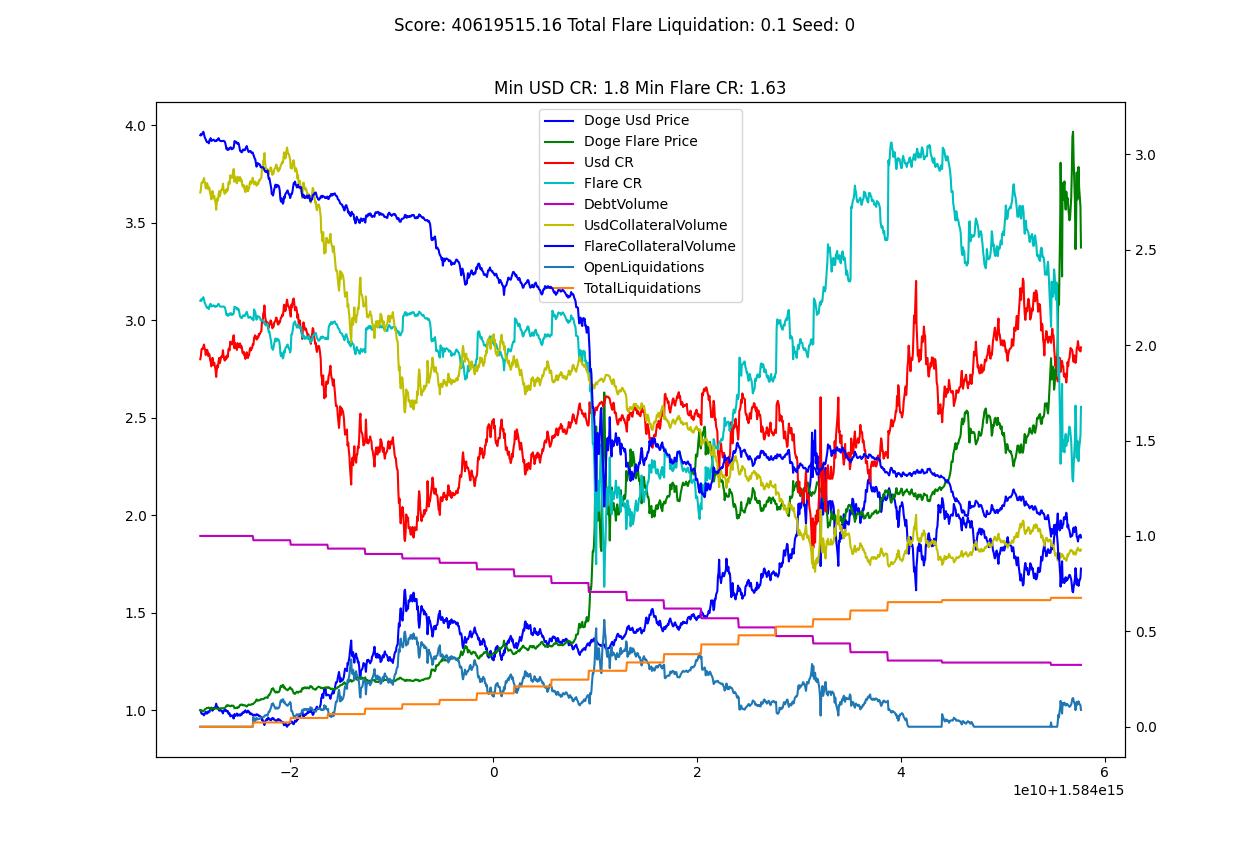 Score: 40619515.16 Total Flare Liquidation: 0.1 Seed: 0
Min USD CR: 1.8 Min Flare CR: 1.63
Doge Usd Price
Doge Flare Price
Usd CR
Flare CR
DebtVolume
UsdCollateralVolume
FlareCollateralVolume
OpenLiquidations
TotalLiquidations
4.0
3.5
3.0
2.5
2.0
1.5
1.0
3.0
2.5
2.0
1.5
1.0
0.5
0.0
−2 0 2 4 6
1e10+1.584e15